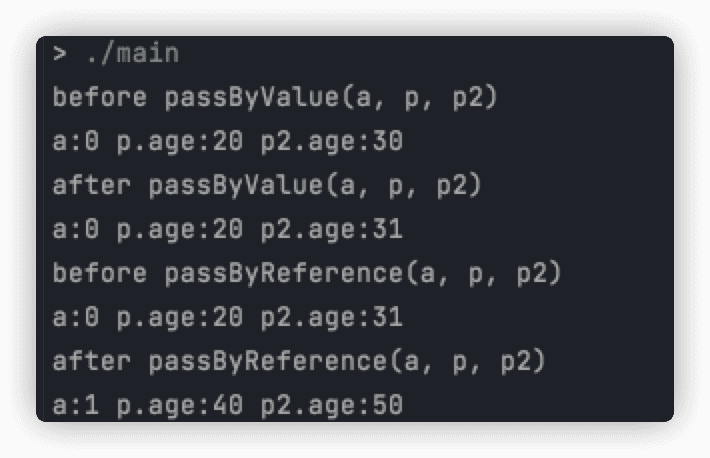 > ./main
before passByValue(a, p, p2)
a:0 p.age:20 p2.age:30
after passByValue(a, p, p2)
a:0 p.age:20 p2.age:31
before passByReference(a, p, p2)
a:0 p.age:20 p2.age:31
after passByReference(a, p, p2)
a:1 p.age:40 p2.age:50